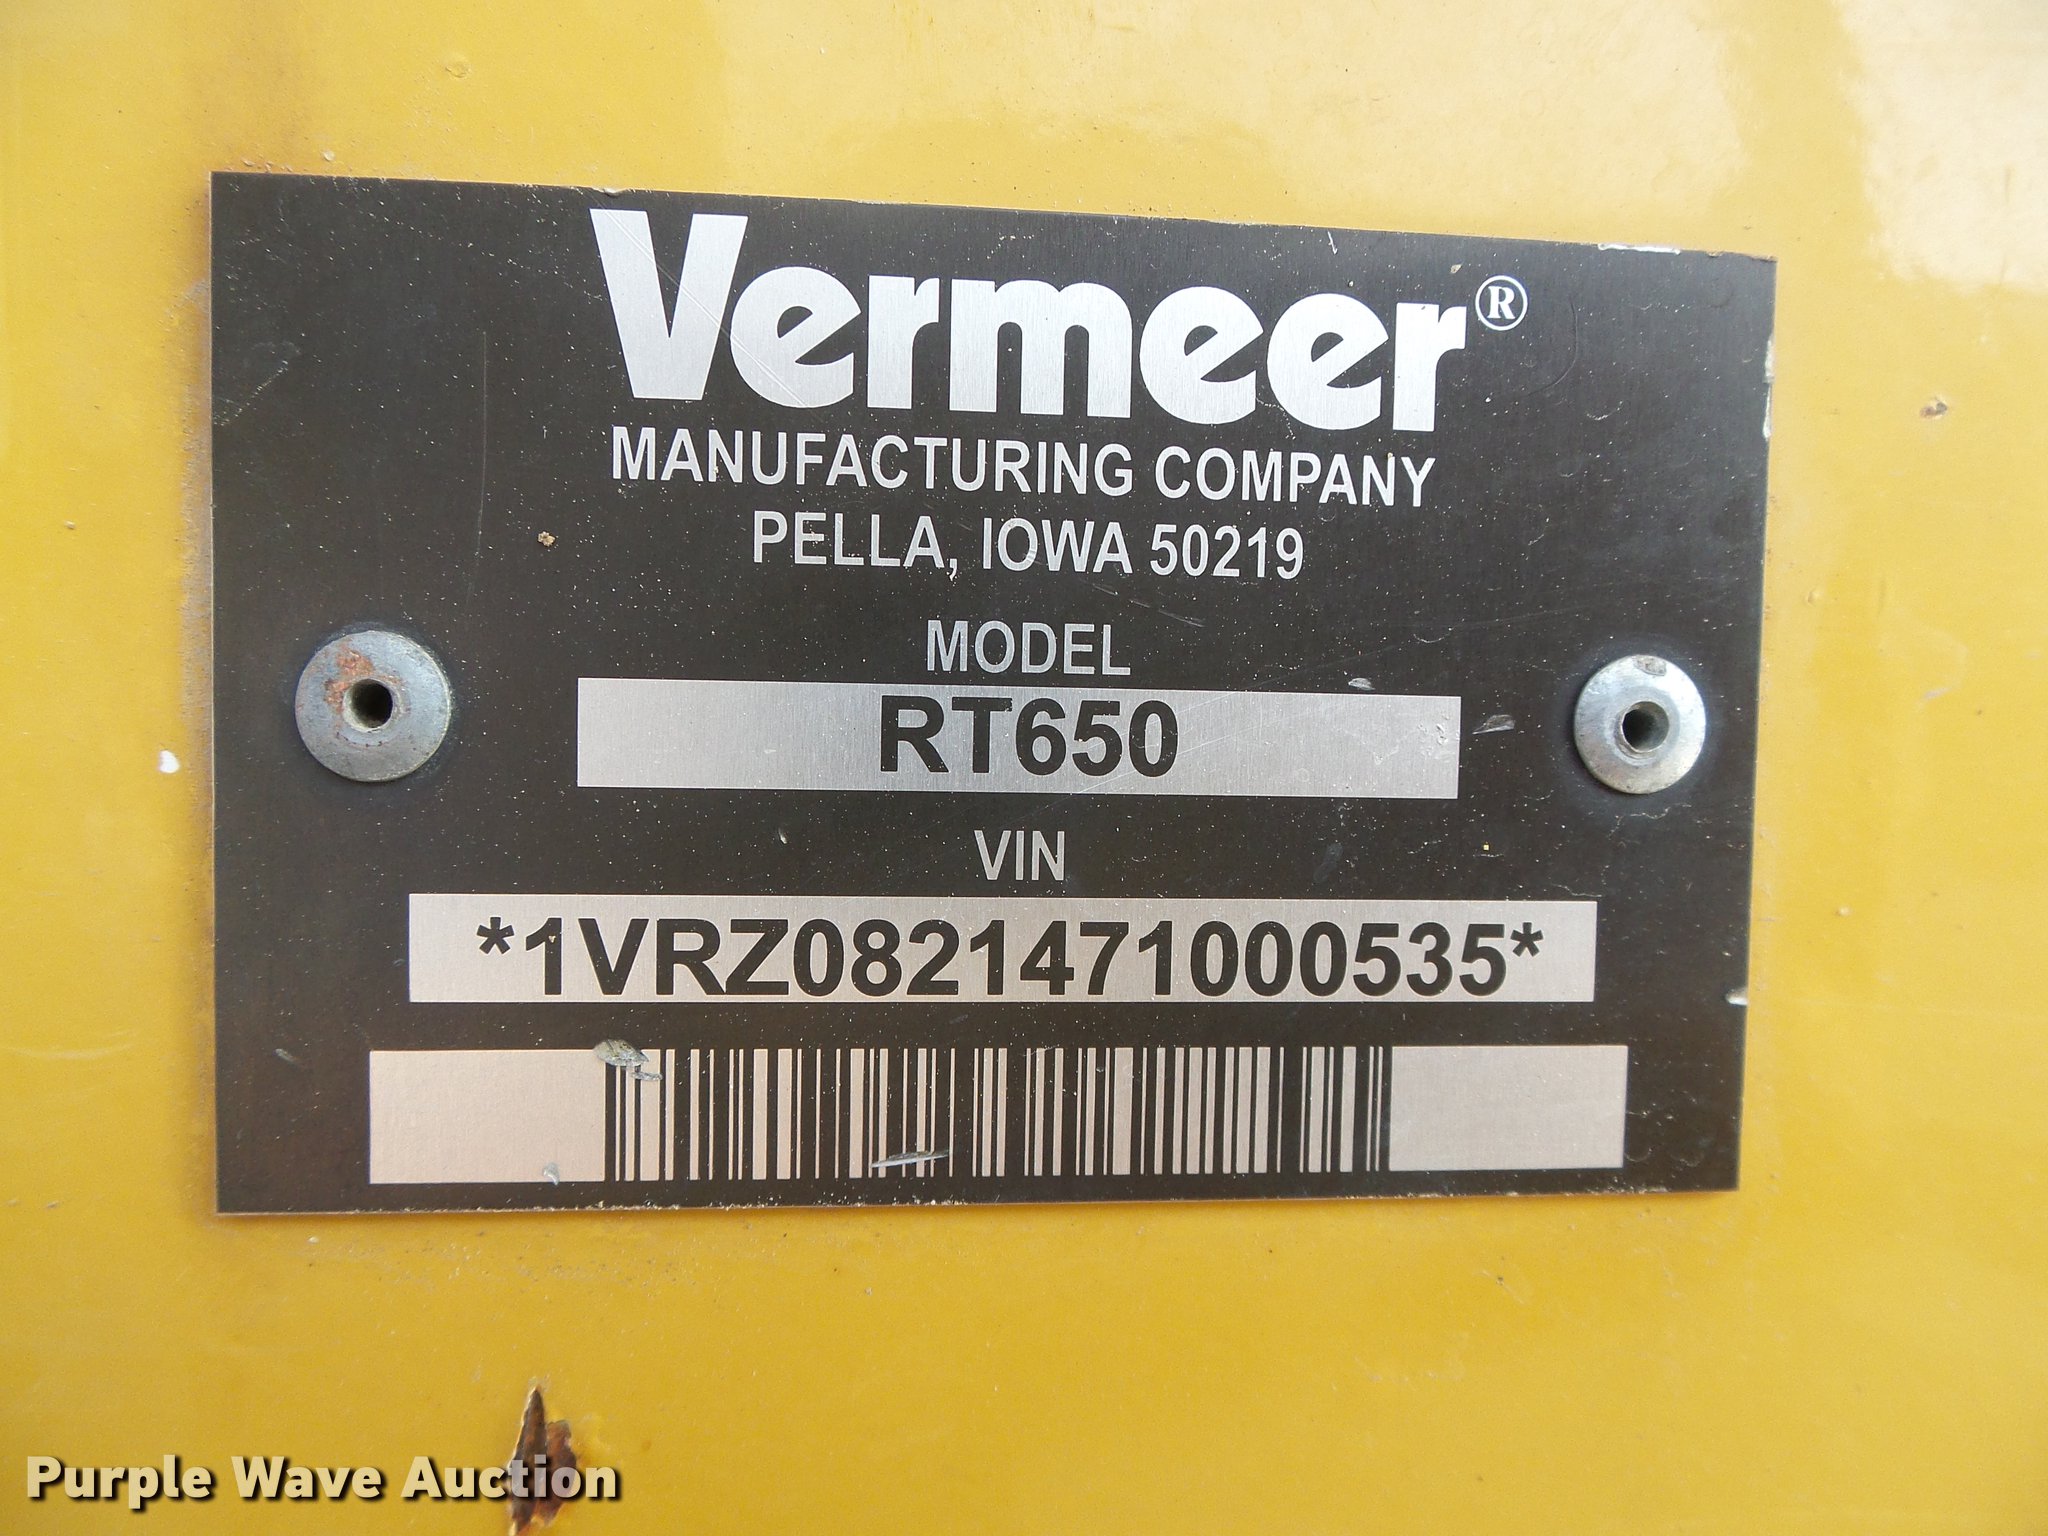 Vermeer®
MANUFACTURING COMPANY
PELLA, IOWA 50219
MODEL
RT650
VIN
*1VRZ0821471000535*
Purple Wave Auction